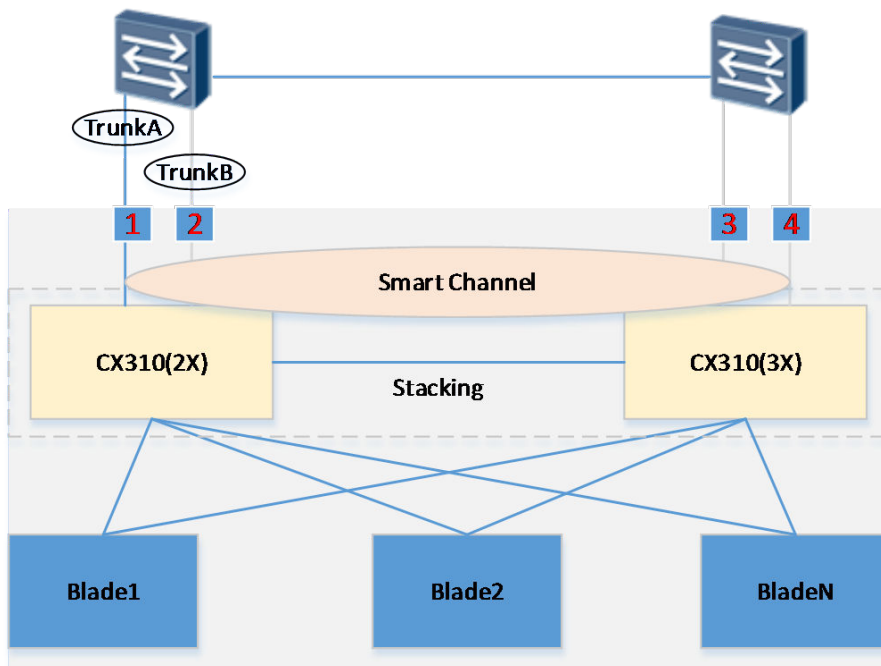 TrunkA
TrunkB
1
2
3
4
Smart Channel
CX310(2X)
CX310(3X)
Stacking
Blade1
Blade2
BladeN